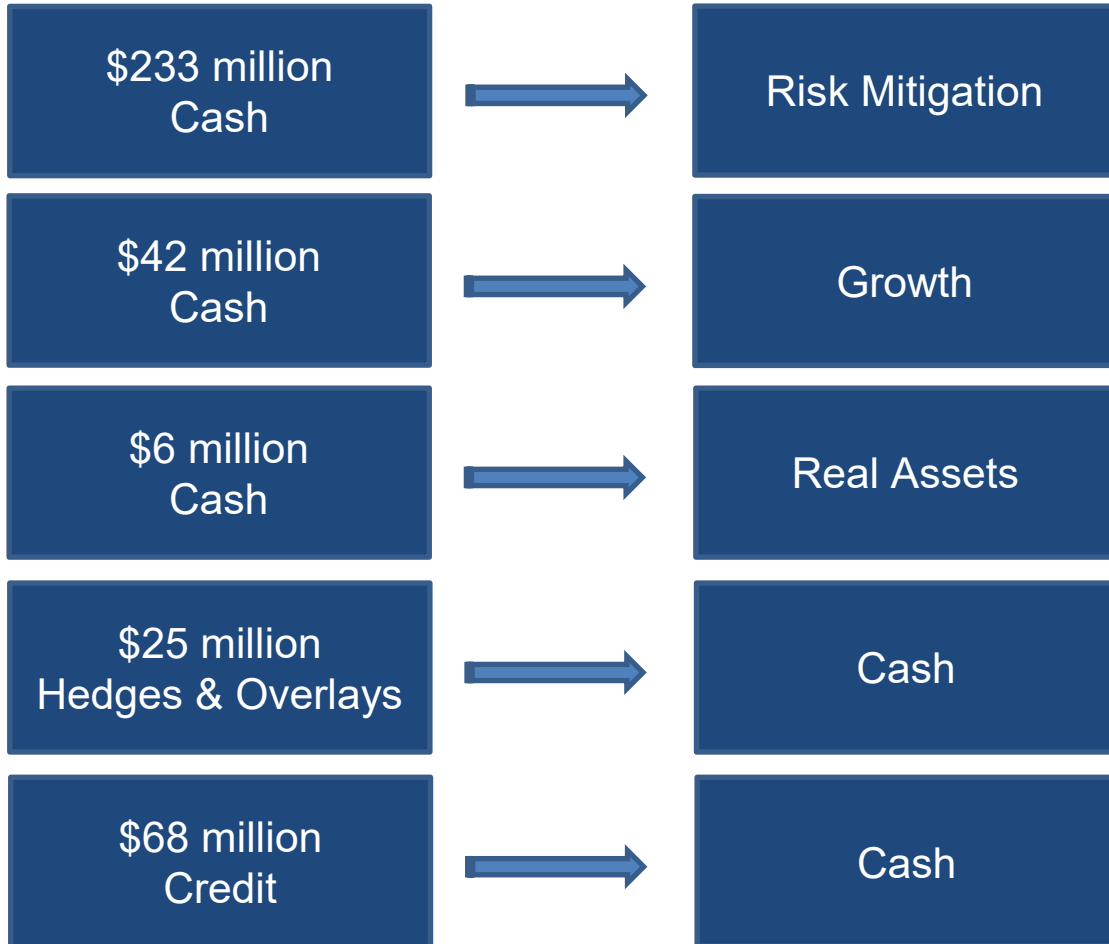 $233 million
Cash
Risk Mitigation
$42 million
Cash
Growth
$6 million
Cash
Real Assets
$25 million
Hedges & Overlays
Cash
$68 million
Credit
Cash